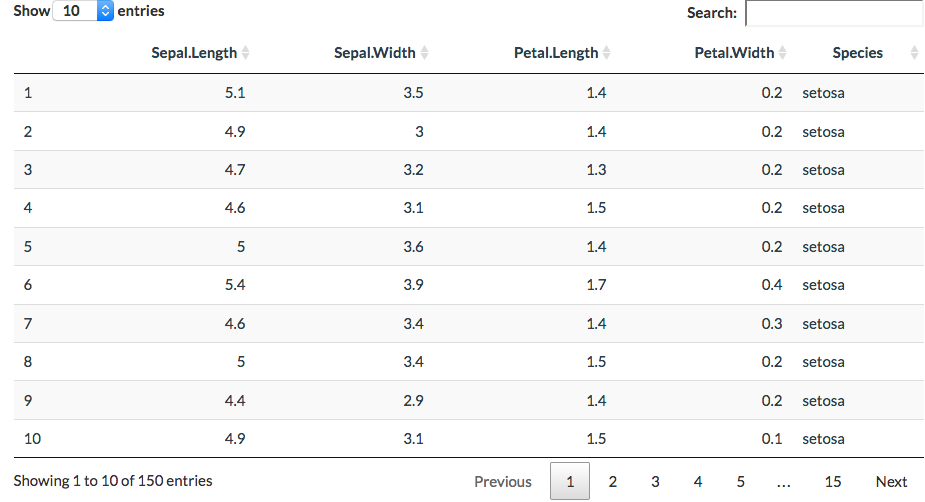 Show 10 entries Search:
Sepal.Length Sepal.Width Petal.Length Petal.Width Species
1 5.1 3.5 1.4 0.2 setosa
2 4.9 3 1.4 0.2 setosa
3 4.7 3.2 1.3 0.2 setosa
4 4.6 3.1 1.5 0.2 setosa
5 5 3.6 1.4 0.2 setosa
6 5.4 3.9 1.7 0.4 setosa
7 4.6 3.4 1.4 0.3 setosa
8 5 3.4 1.5 0.2 setosa
9 4.4 2.9 1.4 0.2 setosa
10 4.9 3.1 1.5 0.1 setosa
Showing 1 to 10 of 150 entries Previous 1 2 3 4 5 … 15 Next